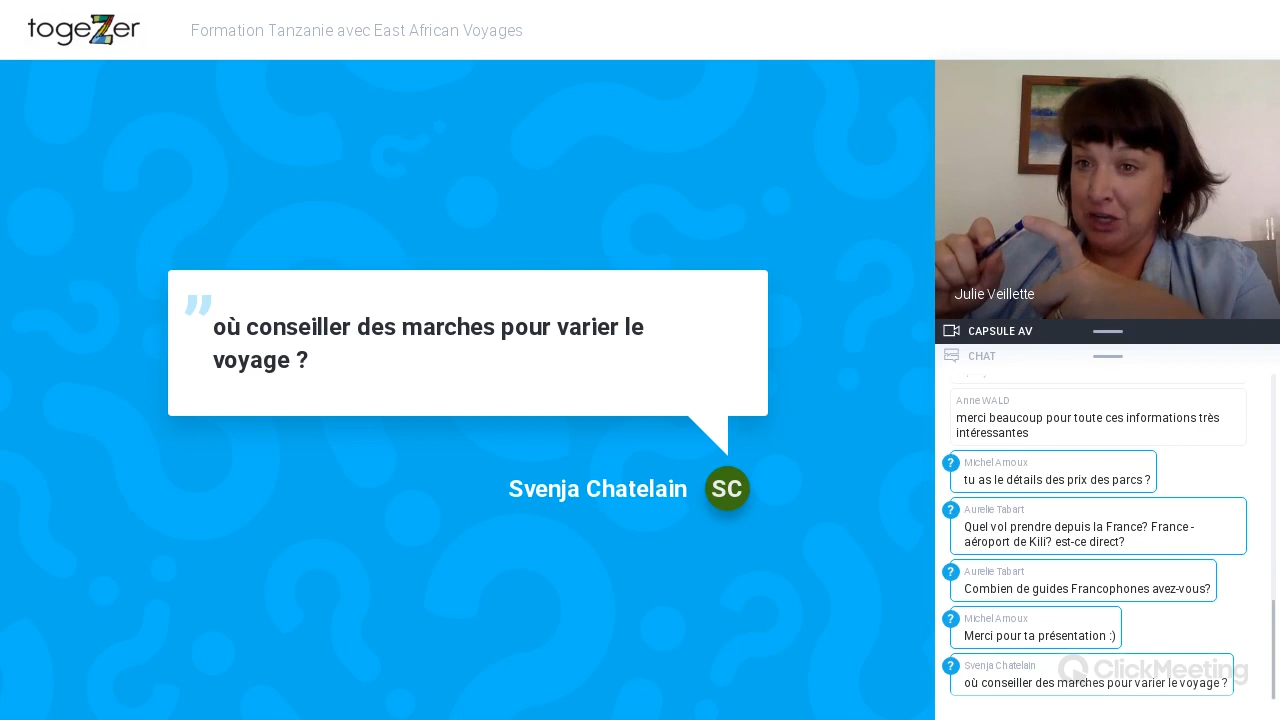 togeZer
Formation Tanzanie avec East African Voyages
où conseiller des marches pour varier le
voyage ?
Svenja Chatelain
SC
Julie Veillette
CAPSULE AV
CHAT
Anne WALD
merci beaucoup pour toute ces informations très
intéressantes
?
Michel Arnoux
tu as le détails des prix des parcs ?
?
Aurelie Tabart
Quel vol prendre depuis la France? France -
aéroport de Kili? est-ce direct?
?
Aurelie Tabart
Combien de guides Francophones avez-vous?
?
Michel Arnoux
Merci pour ta présentation :)
?
Svenja Chatelain
où conseiller des marches pour varier le voyage ?
ClickMeeting